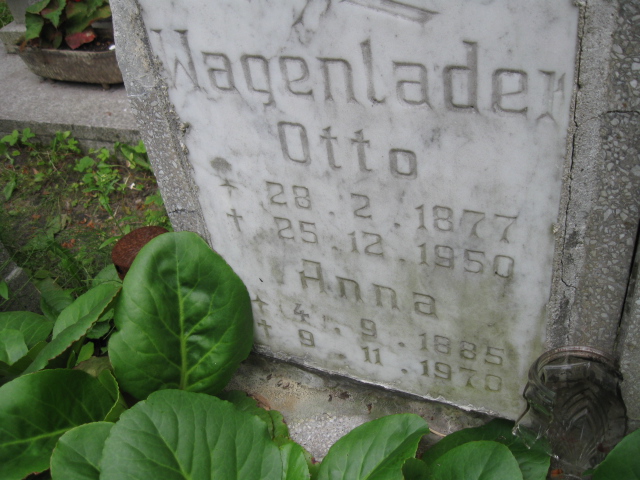 Wagenlader
Otto
* 28 . 2 . 1877
† 25 . 12 . 1950
Anna
* 4 . 9 . 1885
† 9 . 11 . 1970